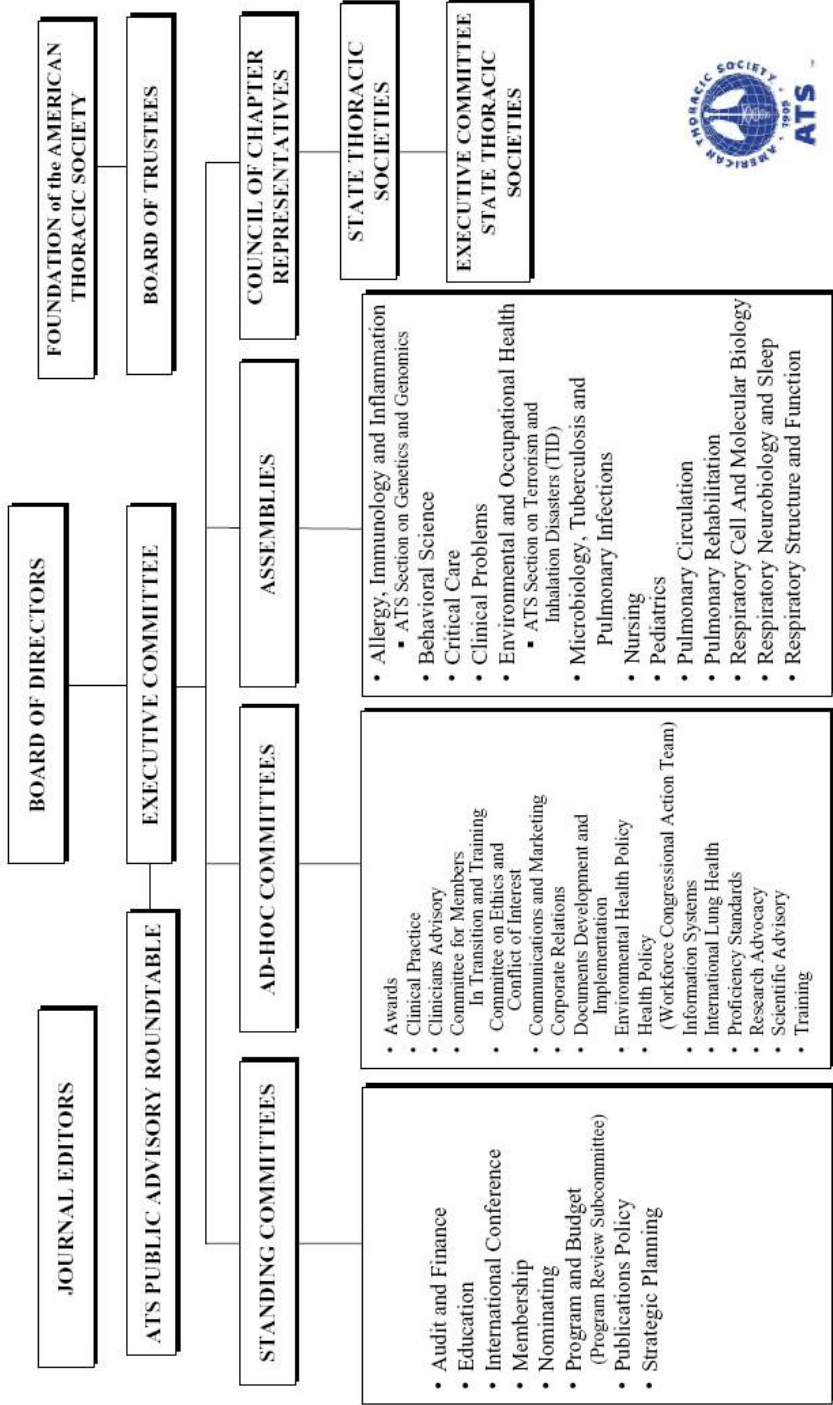 JOURNAL EDITORS
BOARD OF DIRECTORS
FOUNDATION of the AMERICAN
THORACIC SOCIETY
ATS PUBLIC ADVISORY ROUNDTABLE
EXECUTIVE COMMITTEE
BOARD OF TRUSTEES
STANDING COMMITTEES
AD-HOC COMMITTEES
ASSEMBLIES
COUNCIL OF CHAPTER
REPRESENTATIVES
• Audit and Finance
• Education
• International Conference
• Membership
• Nominating
• Program and Budget
(Program Review Subcommittee)
• Publications Policy
• Strategic Planning
• Awards
• Clinical Practice
• Clinicians Advisory
• Committee for Members
In Transition and Training
• Committee on Ethics and
Conflict of Interest
• Communications and Marketing
• Corporate Relations
• Documents Development and
Implementation
• Environmental Health Policy
• Health Policy
(Workforce Congressional Action Team)
• Information Systems
• International Lung Health
• Proficiency Standards
• Research Advocacy
• Scientific Advisory
• Training
• Allergy, Immunology and Inflammation
▪ ATS Section on Genetics and Genomics
• Behavioral Science
• Critical Care
• Clinical Problems
• Environmental and Occupational Health
▪ ATS Section on Terrorism and
Inhalation Disasters (TID)
• Microbiology, Tuberculosis and
Pulmonary Infections
• Nursing
• Pediatrics
• Pulmonary Circulation
• Pulmonary Rehabilitation
• Respiratory Cell And Molecular Biology
• Respiratory Neurobiology and Sleep
• Respiratory Structure and Function
STATE THORACIC
SOCIETIES
EXECUTIVE COMMITTEE
STATE THORACIC
SOCIETIES
AMERICAN THORACIC SOCIETY
1905
ATS